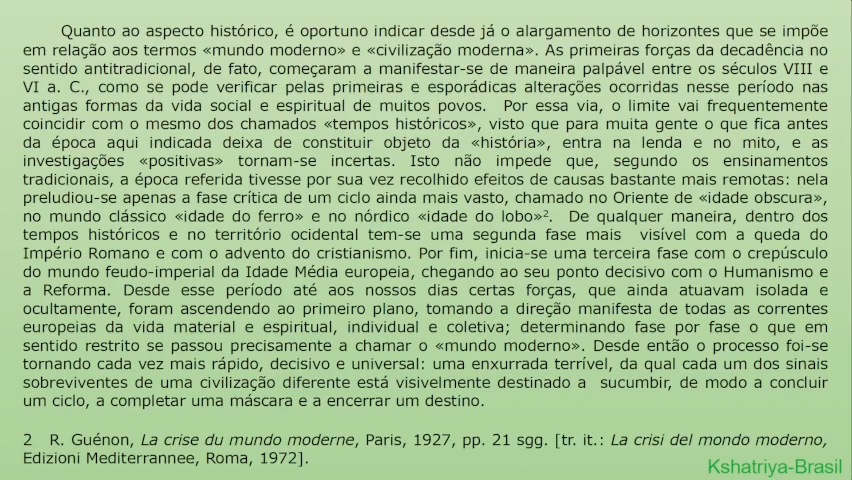 Quanto ao aspecto histórico, é oportuno indicar desde já o alargamento de horizontes que se impõe
em relação aos termos «mundo moderno» e «civilização moderna». As primeiras forças da decadência no
sentido antitradicional, de fato, começaram a manifestar-se de maneira palpável entre os séculos VIII e
VI a. C., como se pode verificar pelas primeiras e esporádicas alterações ocorridas nesse período nas
antigas formas da vida social e espiritual de muitos povos. Por essa via, o limite vai frequentemente
coincidir com o mesmo dos chamados «tempos históricos», visto que para muita gente o que fica antes
da época aqui indicada deixa de constituir objeto da «história», entra na lenda e no mito, e as
investigações «positivas» tornam-se incertas. Isto não impede que, segundo os ensinamentos
tradicionais, a época referida tivesse por sua vez recolhido efeitos de causas bastante mais remotas: nela
preludiou-se apenas a fase crítica de um ciclo ainda mais vasto, chamado no Oriente de «idade obscura»,
no mundo clássico «idade do ferro» e no nórdico «idade do lobo»². De qualquer maneira, dentro dos
tempos históricos e no território ocidental tem-se uma segunda fase mais visível com a queda do
Império Romano e com o advento do cristianismo. Por fim, inicia-se uma terceira fase com o crepúsculo
do mundo feudo-imperial da Idade Média europeia, chegando ao seu ponto decisivo com o Humanismo e
a Reforma. Desde esse período até aos nossos dias certas forças, que ainda atuavam isolada e
ocultamente, foram ascendendo ao primeiro plano, tomando a direção manifesta de todas as correntes
europeias da vida material e espiritual, individual e coletiva; determinando fase por fase o que em
sentido restrito se passou precisamente a chamar o «mundo moderno». Desde então o processo foi-se
tornando cada vez mais rápido, decisivo e universal: uma enxurrada terrível, da qual cada um dos sinais
sobreviventes de uma civilização diferente está visivelmente destinado a sucumbir, de modo a concluir
um ciclo, a completar uma máscara e a encerrar um destino.
2 R. Guénon, La crise du mundo moderne, Paris, 1927, pp. 21 sgg. [tr. it.: La crisi del mondo moderno,
Edizioni Mediterrannee, Roma, 1972].
Kshatriya-Brasil